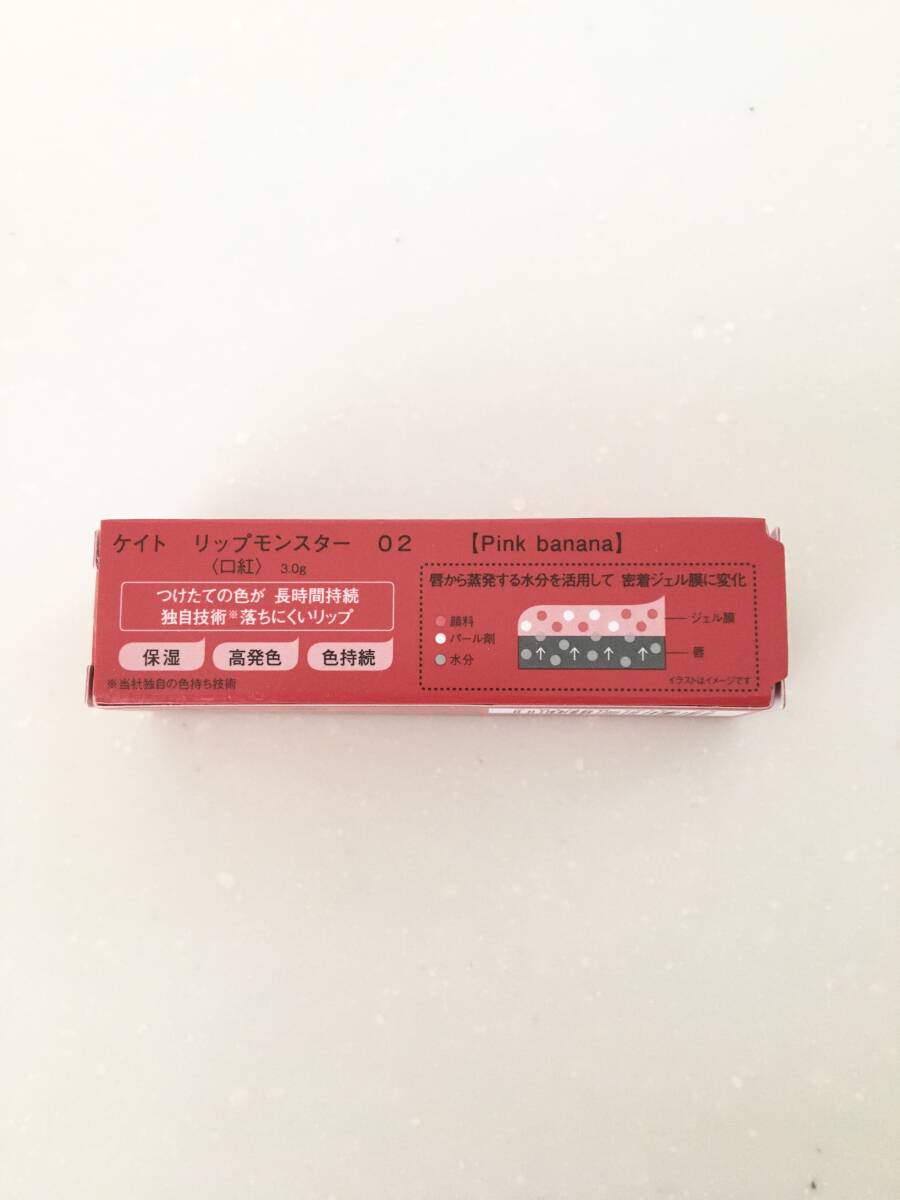 ケイト リップモンスター 02 【Pink banana】
〈口紅〉 3.0g
つけたての色が 長時間持続
独自技術※落ちにくいリップ
保湿 高発色 色持続
※当社独自の色持ち技術
唇から蒸発する水分を活用して 密着ジェル膜に変化
顔料
パール剤
水分
ジェル膜
唇
イラストはイメージです